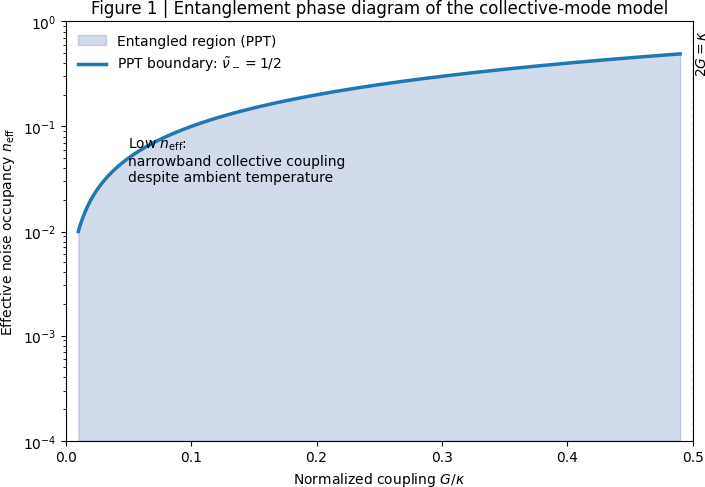 Figure 1 | Entanglement phase diagram of the collective-mode model
Entangled region (PPT)
PPT boundary: ν̃₋ = 1/2
Low n_eff:
narrowband collective coupling
despite ambient temperature
2G = κ
Effective noise occupancy n_eff
10⁰
10⁻¹
10⁻²
10⁻³
10⁻⁴
0.0 0.1 0.2 0.3 0.4 0.5
Normalized coupling G/κ